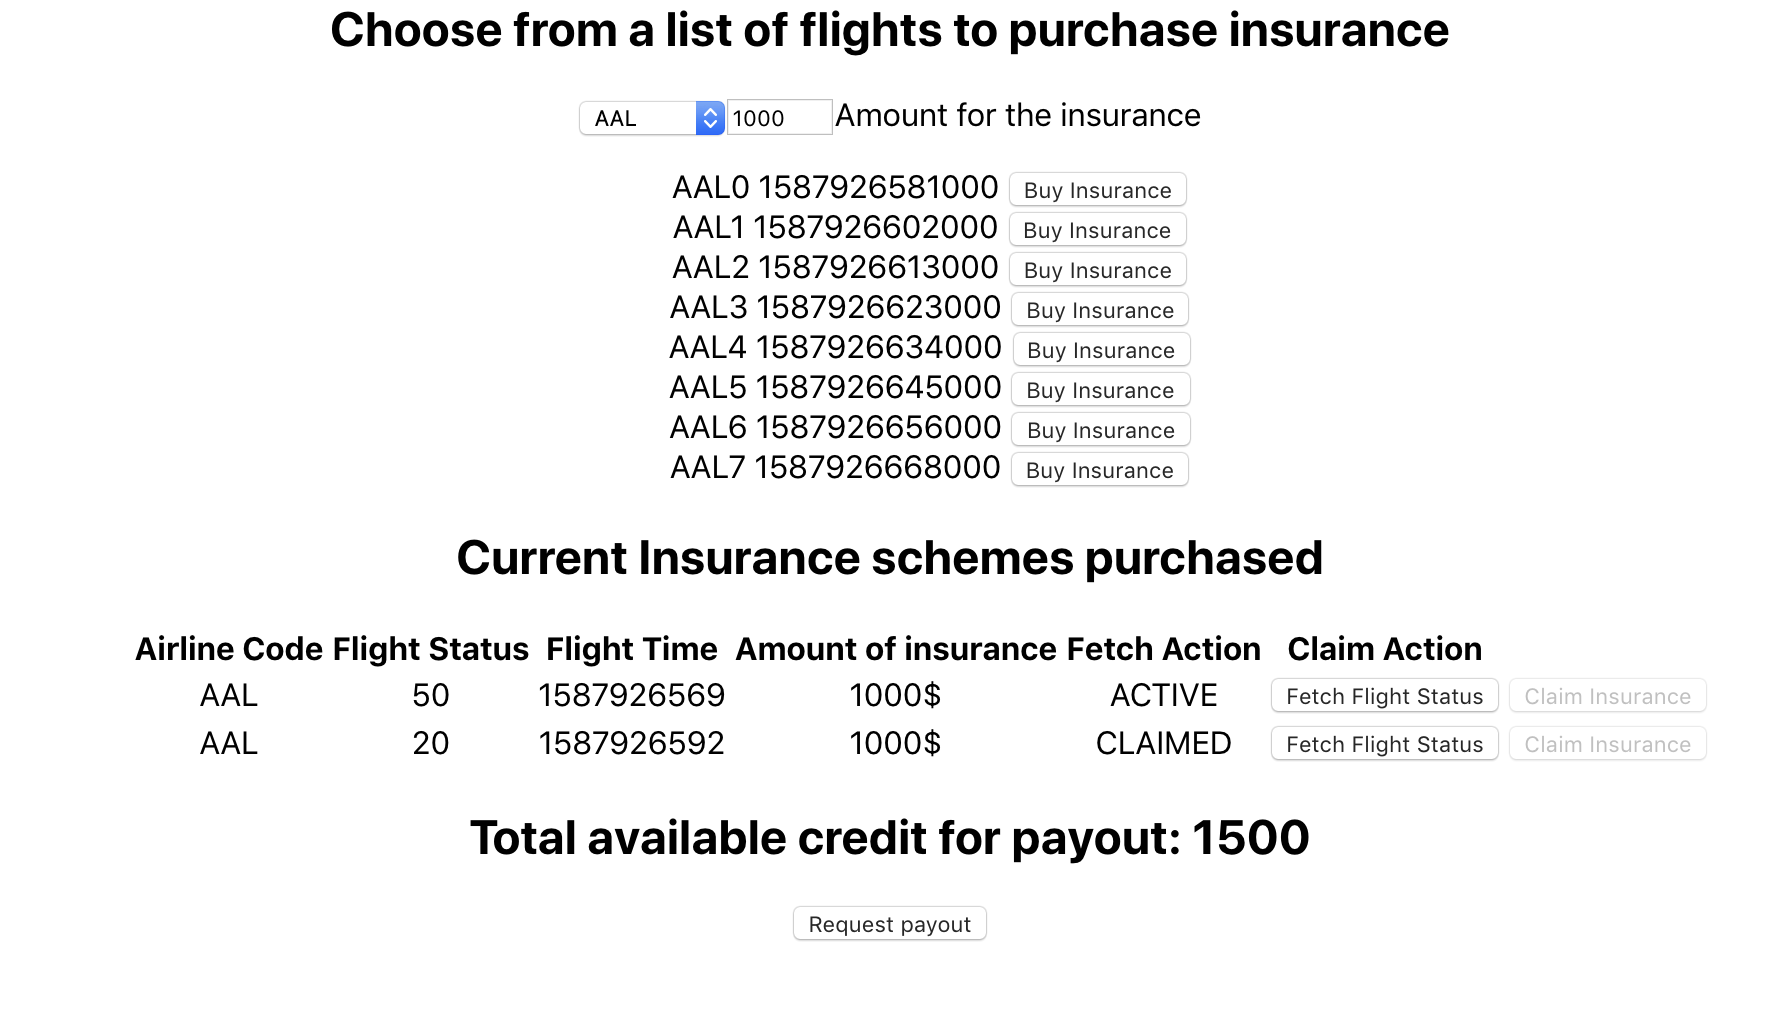 Choose from a list of flights to purchase insurance
AAL 1000 Amount for the insurance
AAL0 1587926581000 Buy Insurance
AAL1 1587926602000 Buy Insurance
AAL2 1587926613000 Buy Insurance
AAL3 1587926623000 Buy Insurance
AAL4 1587926634000 Buy Insurance
AAL5 1587926645000 Buy Insurance
AAL6 1587926656000 Buy Insurance
AAL7 1587926668000 Buy Insurance
Current Insurance schemes purchased
Airline Code Flight Status Flight Time Amount of insurance Fetch Action Claim Action
AAL 50 1587926569 1000$ ACTIVE Fetch Flight Status Claim Insurance
AAL 20 1587926592 1000$ CLAIMED Fetch Flight Status Claim Insurance
Total available credit for payout: 1500
Request payout